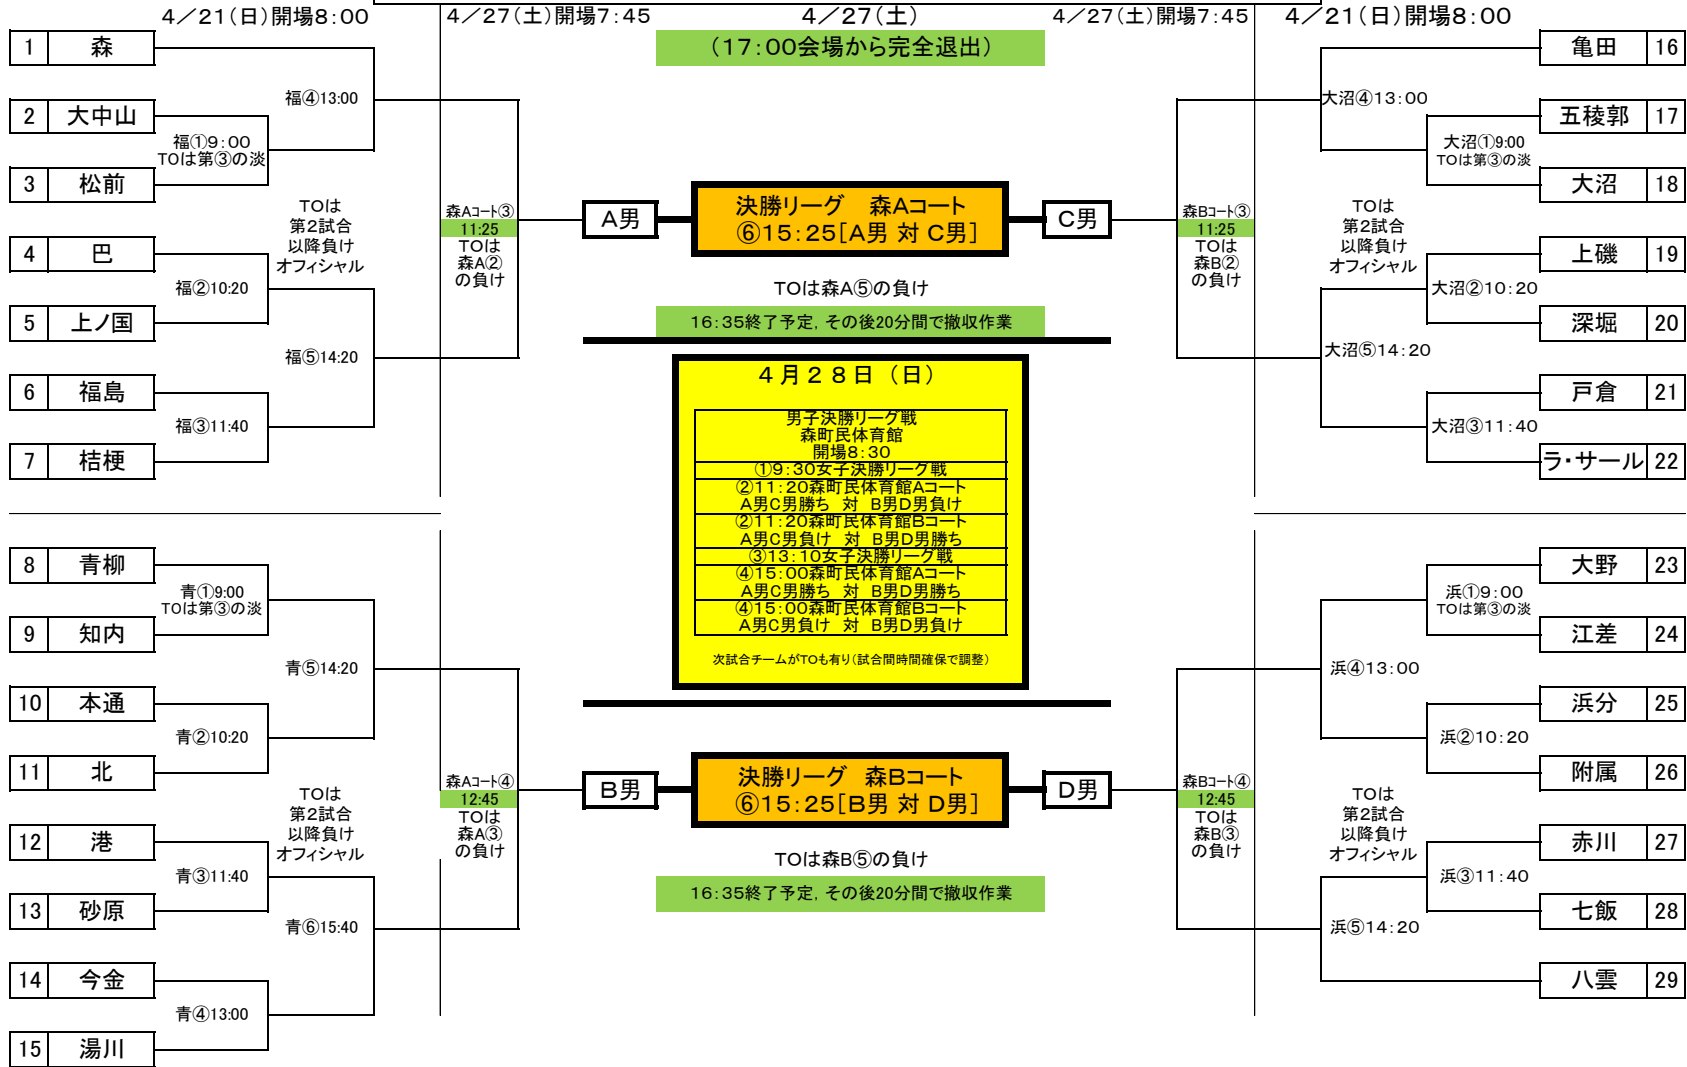 4/21(日)開場8:00
4/27(土)開場7:45
4/27(土)
4/27(土)開場7:45
4/21(日)開場8:00
(17:00会場から完全退出)
1 森
2 大中山
3 松前
4 巴
5 上ノ国
6 福島
7 桔梗
福④13:00
福①9:00
TOは第③の淡
TOは
第2試合
以降負け
オフィシャル
福②10:20
福⑤14:20
福③11:40
森Aコート③
11:25
TOは
森A②
の負け
A男
決勝リーグ 森Aコート
⑥15:25[A男 対 C男]
C男
TOは森A⑤の負け
16:35終了予定, その後20分間で撤収作業
森Bコート③
11:25
TOは
森B②
の負け
大沼④13:00
大沼①9:00
TOは第③の淡
TOは
第2試合
以降負け
オフィシャル
大沼②10:20
大沼⑤14:20
大沼③11:40
亀田 16
五稜郭 17
大沼 18
上磯 19
深堀 20
戸倉 21
ラ・サール 22
4月28日(日)
男子決勝リーグ戦
森町民体育館
開場8:30
①9:30女子決勝リーグ戦
②11:20森町民体育館Aコート
A男C男勝ち 対 B男D男負け
②11:20森町民体育館Bコート
A男C男負け 対 B男D男勝ち
③13:10女子決勝リーグ戦
④15:00森町民体育館Aコート
A男C男勝ち 対 B男D男勝ち
④15:00森町民体育館Bコート
A男C男負け 対 B男D男負け
次試合チームがTOも有り(試合間時間確保で調整)
8 青柳
9 知内
10 本通
11 北
12 港
13 砂原
14 今金
15 湯川
青①9:00
TOは第③の淡
青⑤14:20
青②10:20
TOは
第2試合
以降負け
オフィシャル
青③11:40
青⑥15:40
青④13:00
森Aコート④
12:45
TOは
森A③
の負け
B男
決勝リーグ 森Bコート
⑥15:25[B男 対 D男]
D男
TOは森B⑤の負け
16:35終了予定, その後20分間で撤収作業
森Bコート④
12:45
TOは
森B③
の負け
浜①9:00
TOは第③の淡
浜④13:00
浜②10:20
TOは
第2試合
以降負け
オフィシャル
浜③11:40
浜⑤14:20
大野 23
江差 24
浜分 25
附属 26
赤川 27
七飯 28
八雲 29